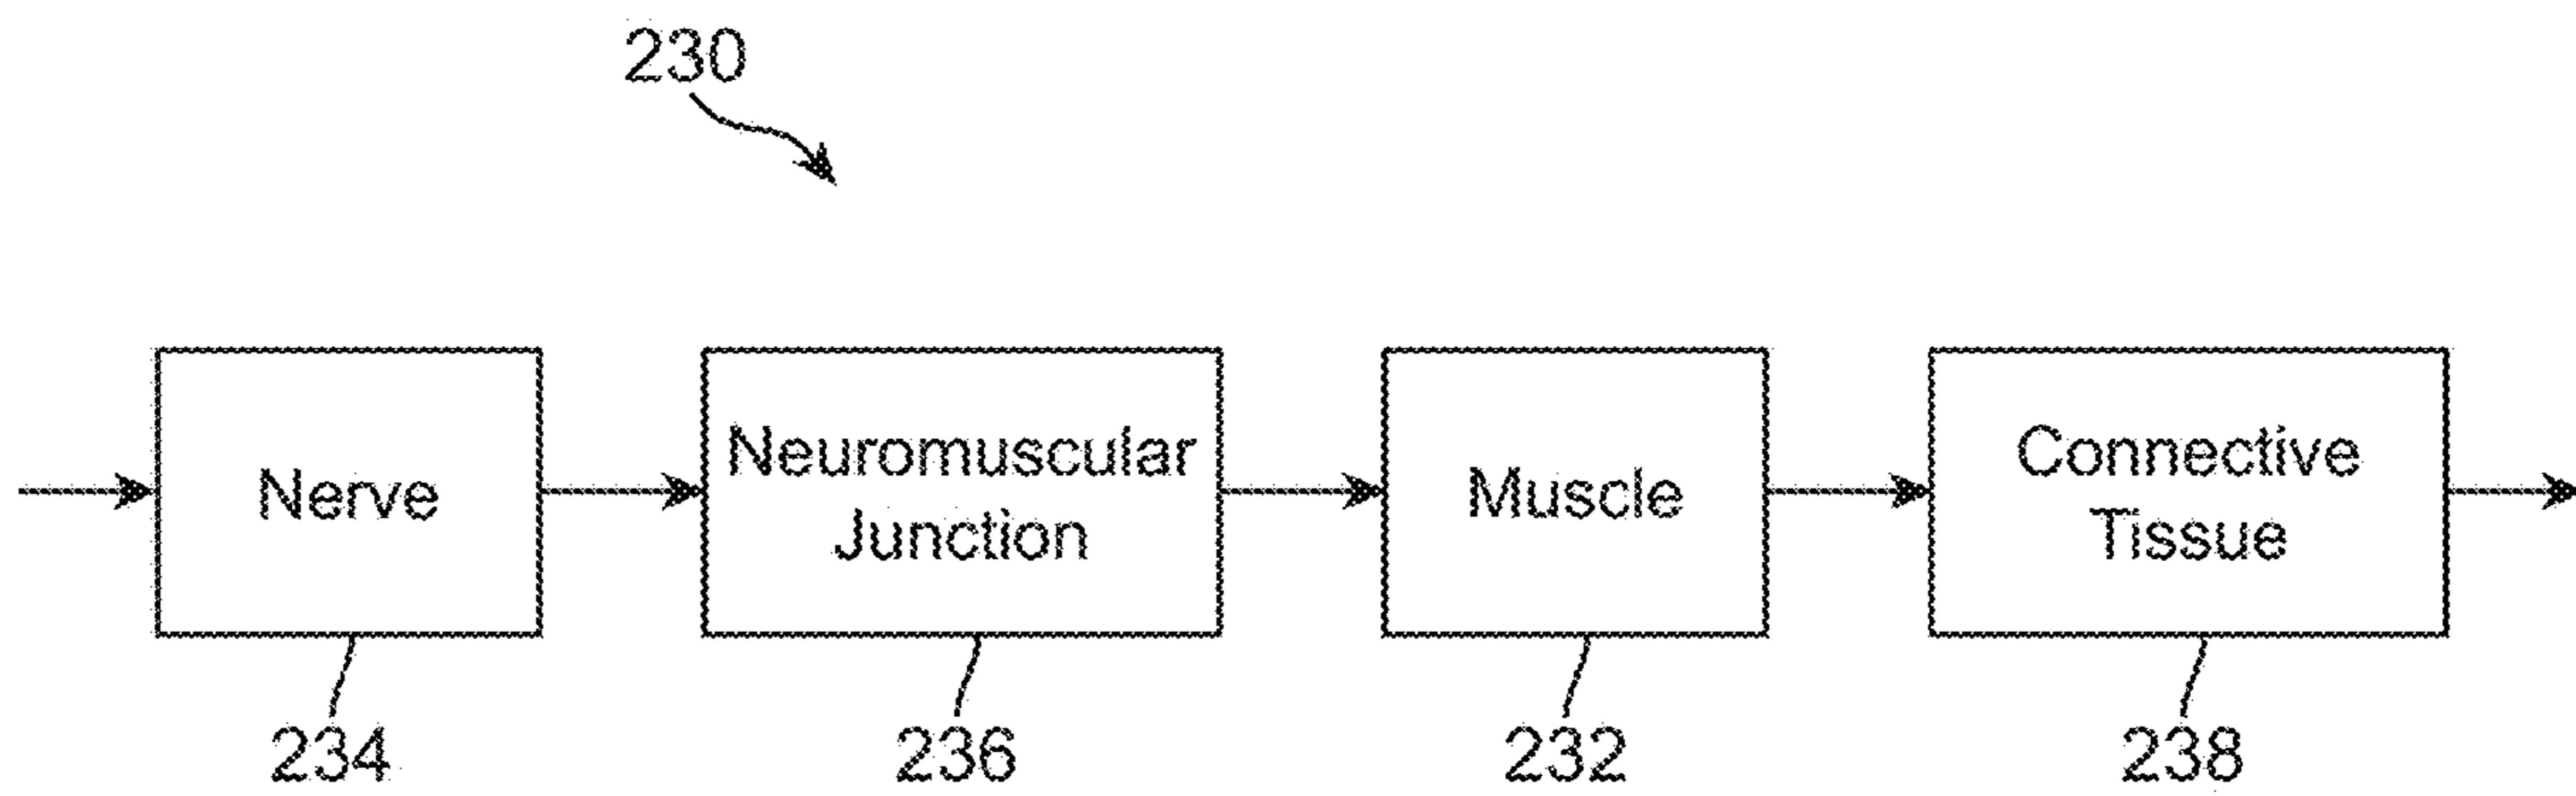 230
Nerve
Neuromuscular
Junction
Muscle
Connective
Tissue
234
236
232
238